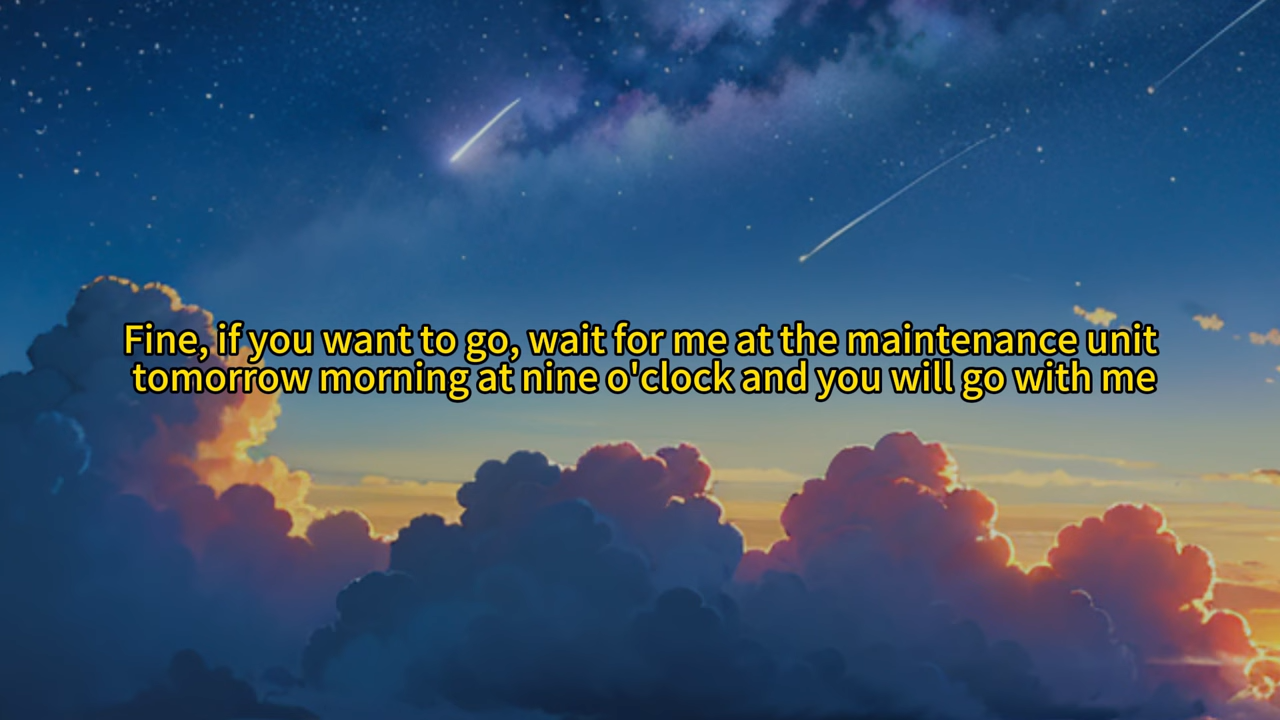 Fine, if you want to go, wait for me at the maintenance unit
tomorrow morning at nine o'clock and you will go with me